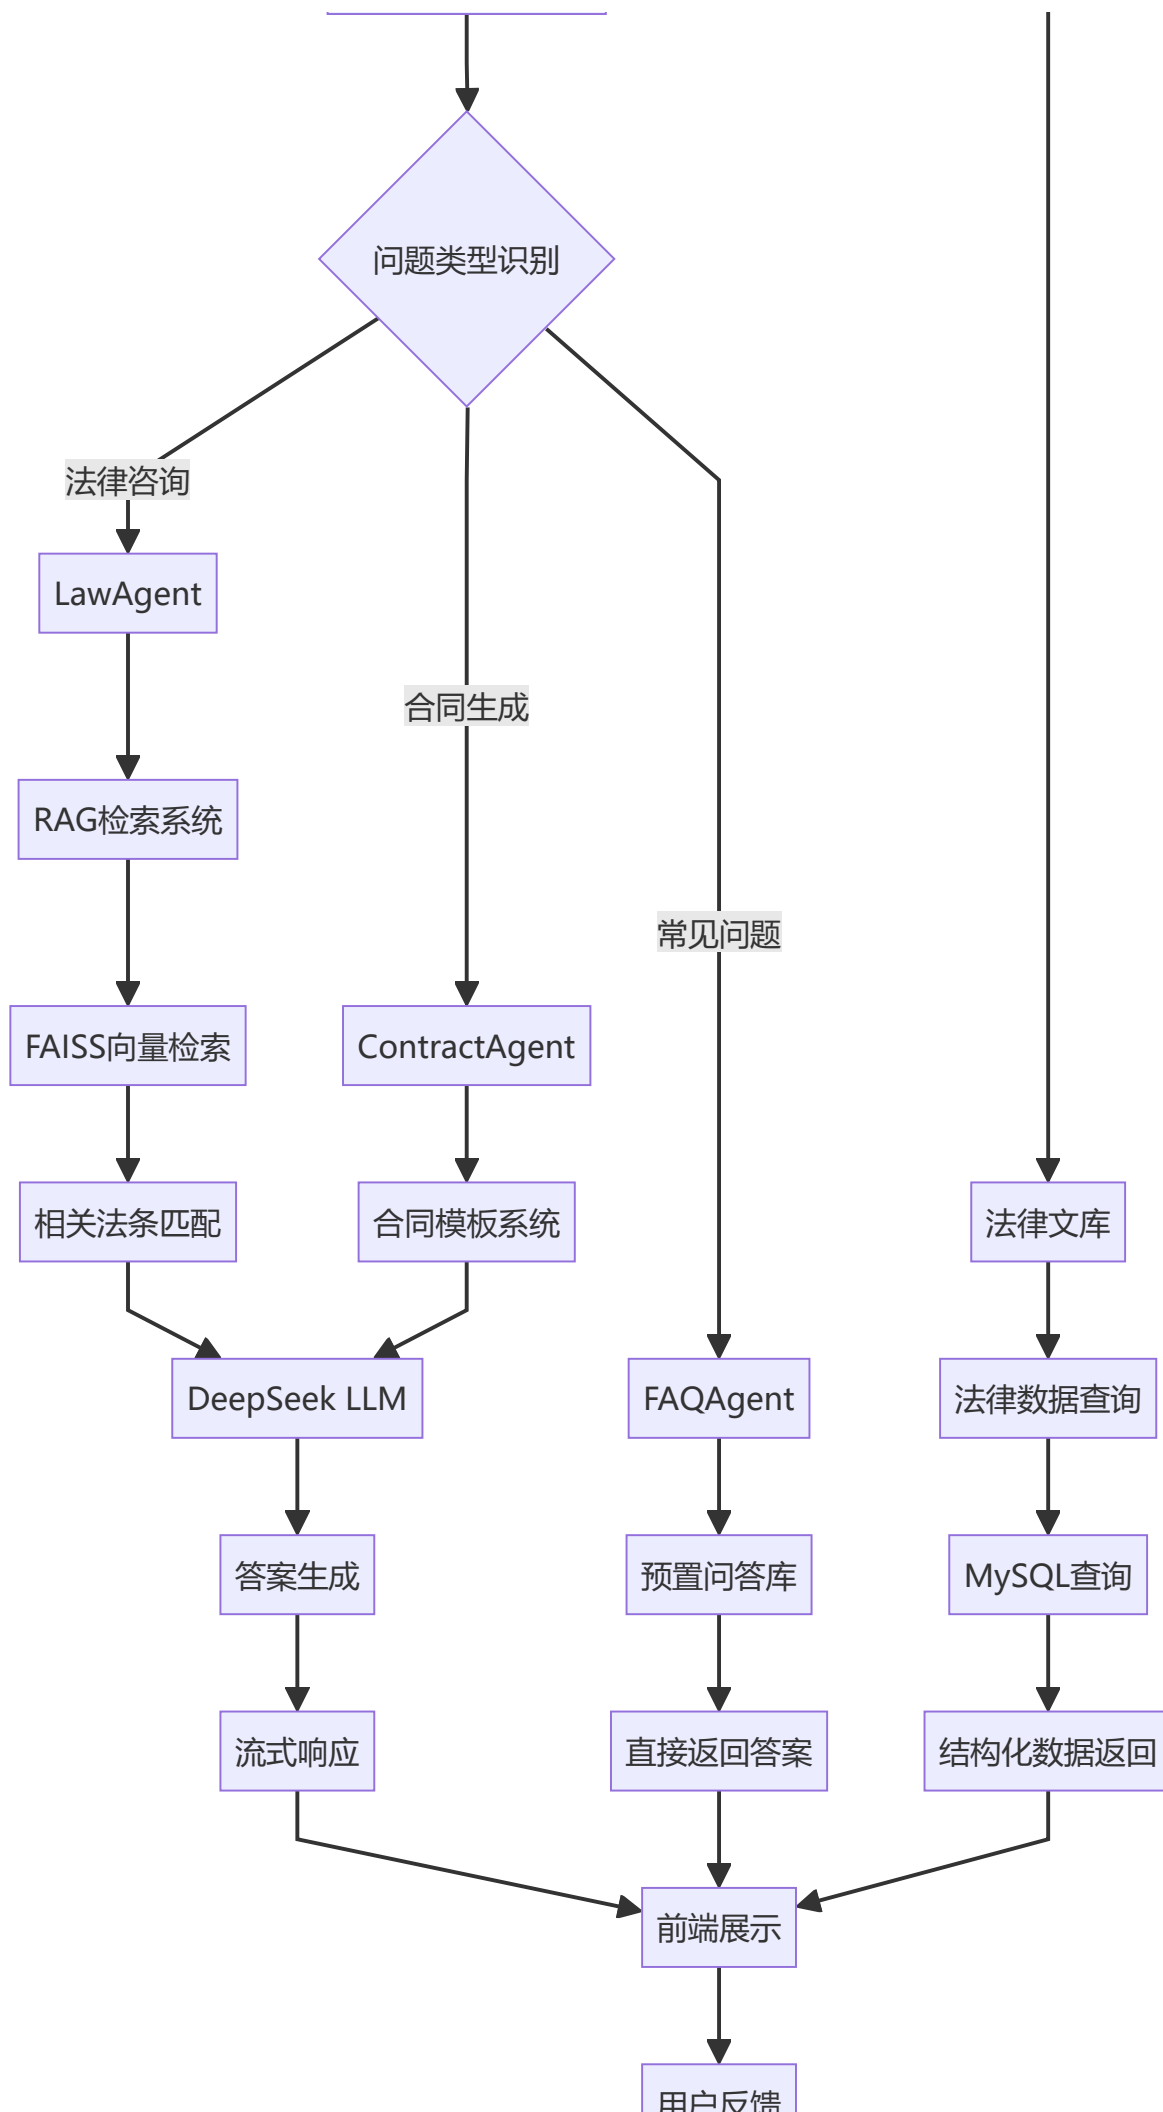 问题类型识别
法律咨询
LawAgent
合同生成
RAG检索系统
常见问题
FAISS向量检索
ContractAgent
相关法条匹配
合同模板系统
法律文库
DeepSeek LLM
FAQAgent
法律数据查询
答案生成
预置问答库
MySQL查询
流式响应
直接返回答案
结构化数据返回
前端展示
用户反馈